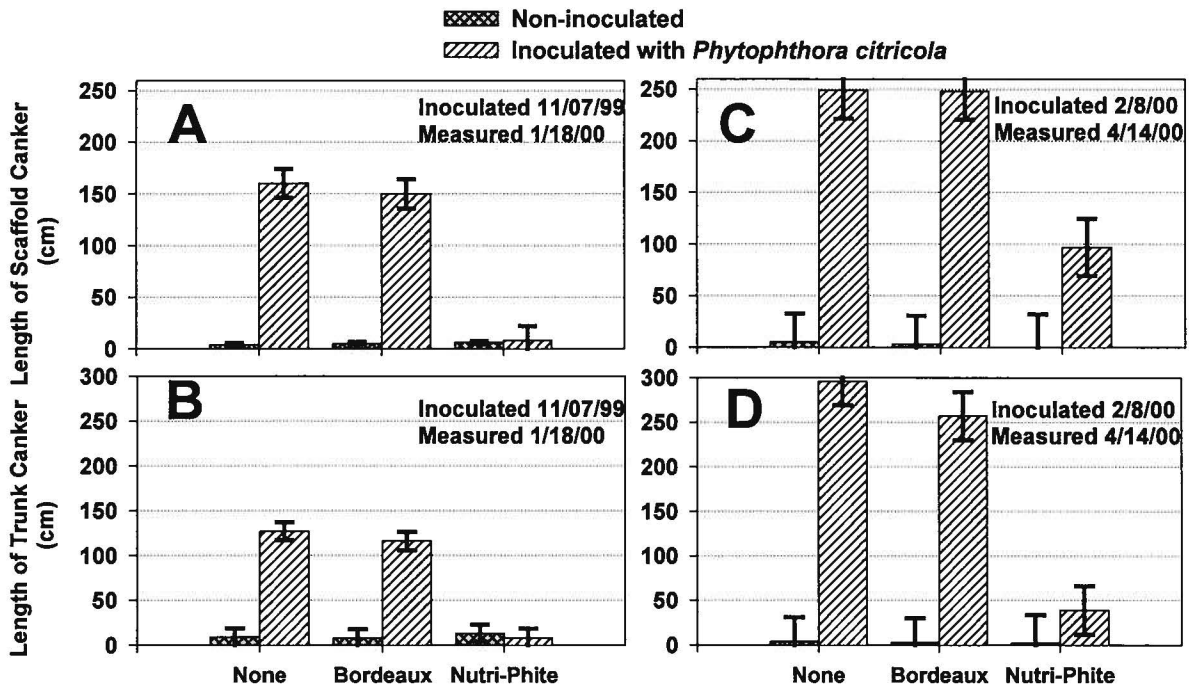 Non-inoculated
Inoculated with Phytophthora citricola
Length of Scaffold Canker
(cm)
250
200
150
100
50
0
A
Inoculated 11/07/99
Measured 1/18/00
250
200
150
100
50
0
C
Inoculated 2/8/00
Measured 4/14/00
Length of Trunk Canker
(cm)
300
250
200
150
100
50
0
B
Inoculated 11/07/99
Measured 1/18/00
None Bordeaux Nutri-Phite
300
250
200
150
100
50
0
D
Inoculated 2/8/00
Measured 4/14/00
None Bordeaux Nutri-Phite